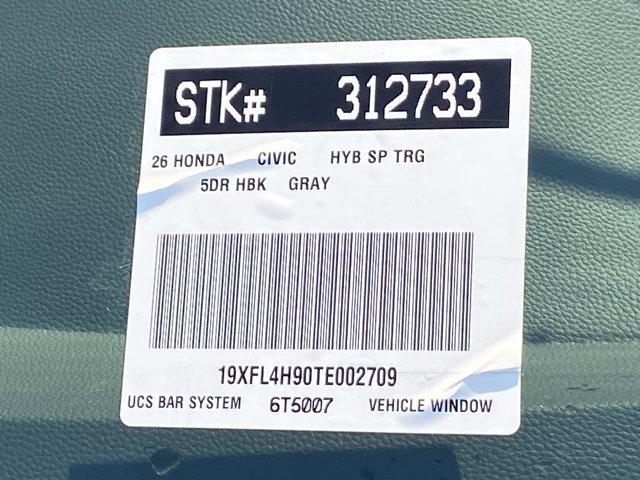 STK# 312733
26 HONDA CIVIC HYB SP TRG
5DR HBK GRAY
19XFL4H90TE002709
UCS BAR SYSTEM 6T5007 VEHICLE WINDOW